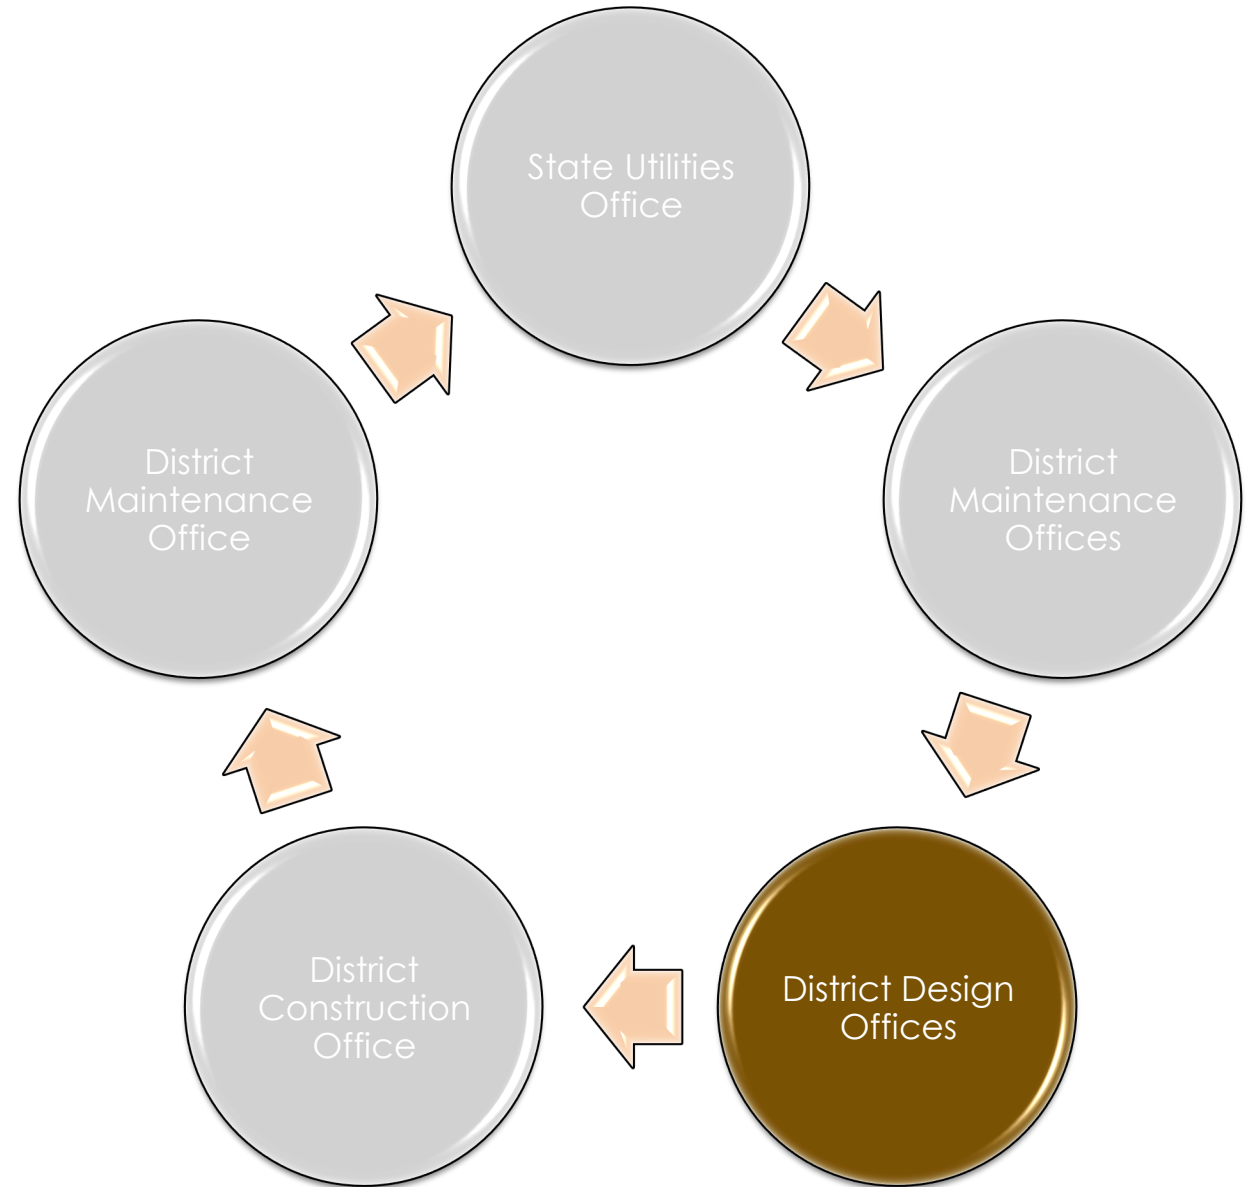 State Utilities
Office
District
Maintenance
Offices
District Design
Offices
District
Construction
Office
District
Maintenance
Office